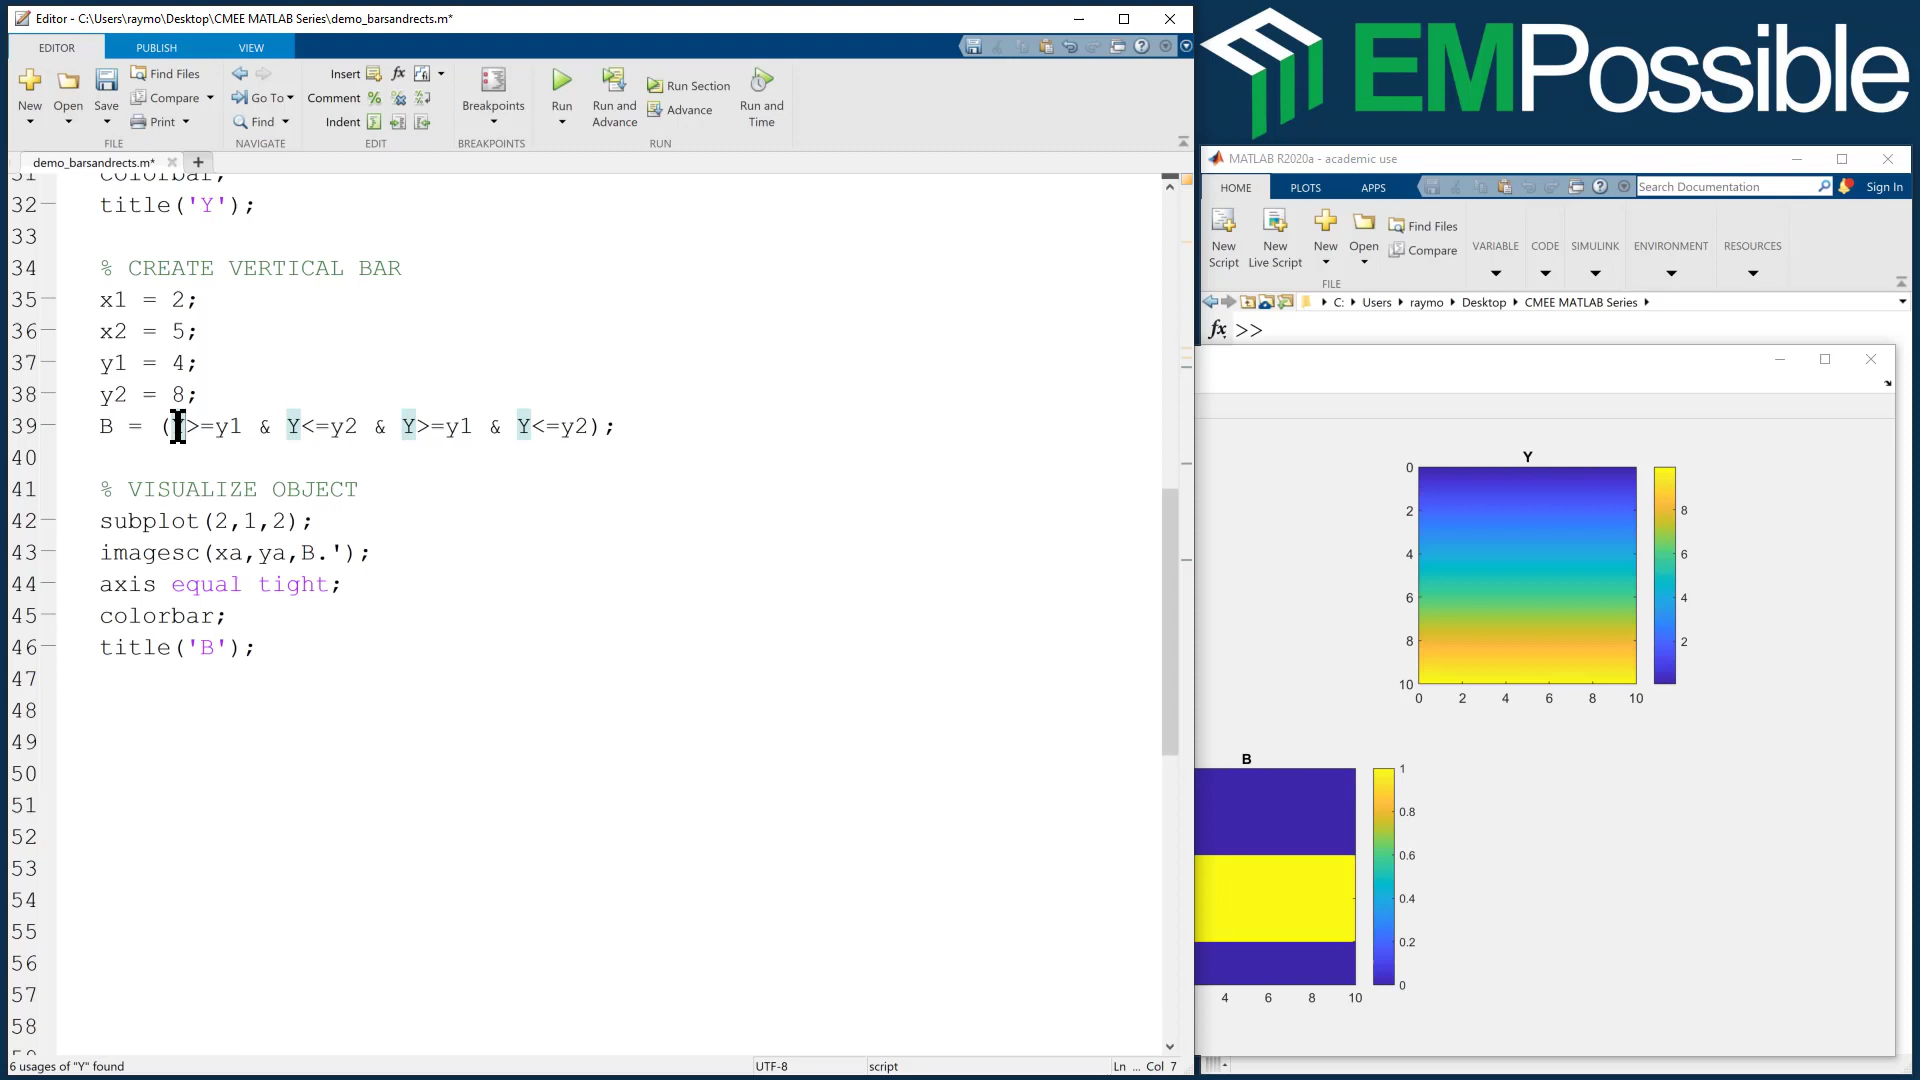 Editor - C:\Users\raymo\Desktop\CMEE MATLAB Series\demo_barsandrects.m*
EDITOR PUBLISH VIEW
New Open Save Find Files Compare Print
FILE
Go To Find
NAVIGATE
Insert fx
Comment
Indent
EDIT
Breakpoints
BREAKPOINTS
Run Run and Advance Run Section Advance Run and Time
RUN
demo_barsandrects.m*
31 colorbar;
32 title('Y');
33
34 % CREATE VERTICAL BAR
35 x1 = 2;
36 x2 = 5;
37 y1 = 4;
38 y2 = 8;
39 B = (Y>=y1 & Y<=y2 & Y>=y1 & Y<=y2);
40
41 % VISUALIZE OBJECT
42 subplot(2,1,2);
43 imagesc(xa,ya,B.');
44 axis equal tight;
45 colorbar;
46 title('B');
47
48
49
50
51
52
53
54
55
56
57
58
59
6 usages of "Y" found
UTF-8
script
Ln ... Col 7
EMPossible
MATLAB R2020a - academic use
HOME PLOTS APPS
Search Documentation
Sign In
New Script
New Live Script
New Open Find Files Compare
FILE
VARIABLE CODE SIMULINK ENVIRONMENT RESOURCES
C: Users raymo Desktop CMEE MATLAB Series
fx >>
Y
0
2
4
6
8
10
0 2 4 6 8 10
8
6
4
2
B
4 6 8 10
1
0.8
0.6
0.4
0.2
0